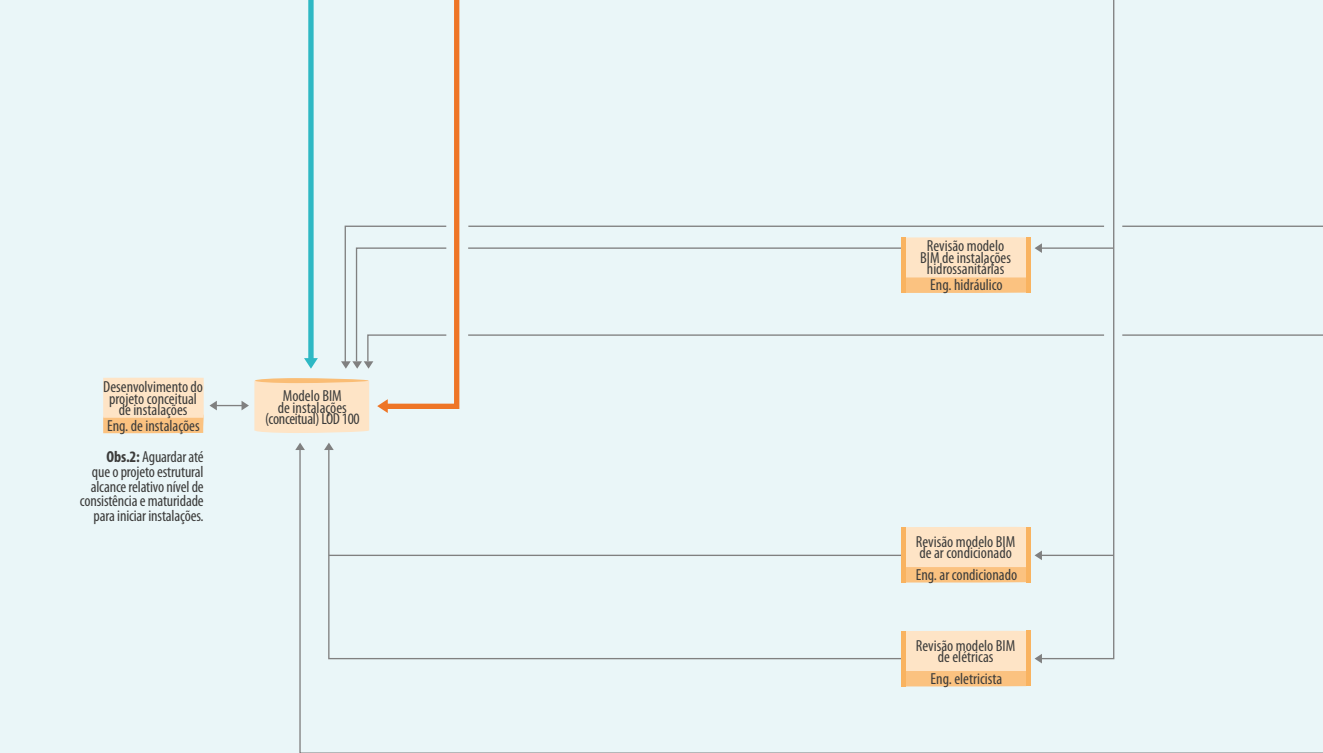 Revisão modelo
BIM de instalações
hidrossanitárias
Eng. hidráulico
Desenvolvimento do
projeto conceitual
de instalações
Eng. de instalações
Modelo BIM
de instalações
(conceitual) LOD 100
Obs.2: Aguardar até
que o projeto estrutural
alcance relativo nível de
consistência e maturidade
para iniciar instalações.
Revisão modelo BIM
de ar condicionado
Eng. ar condicionado
Revisão modelo BIM
de elétricas
Eng. eletricista